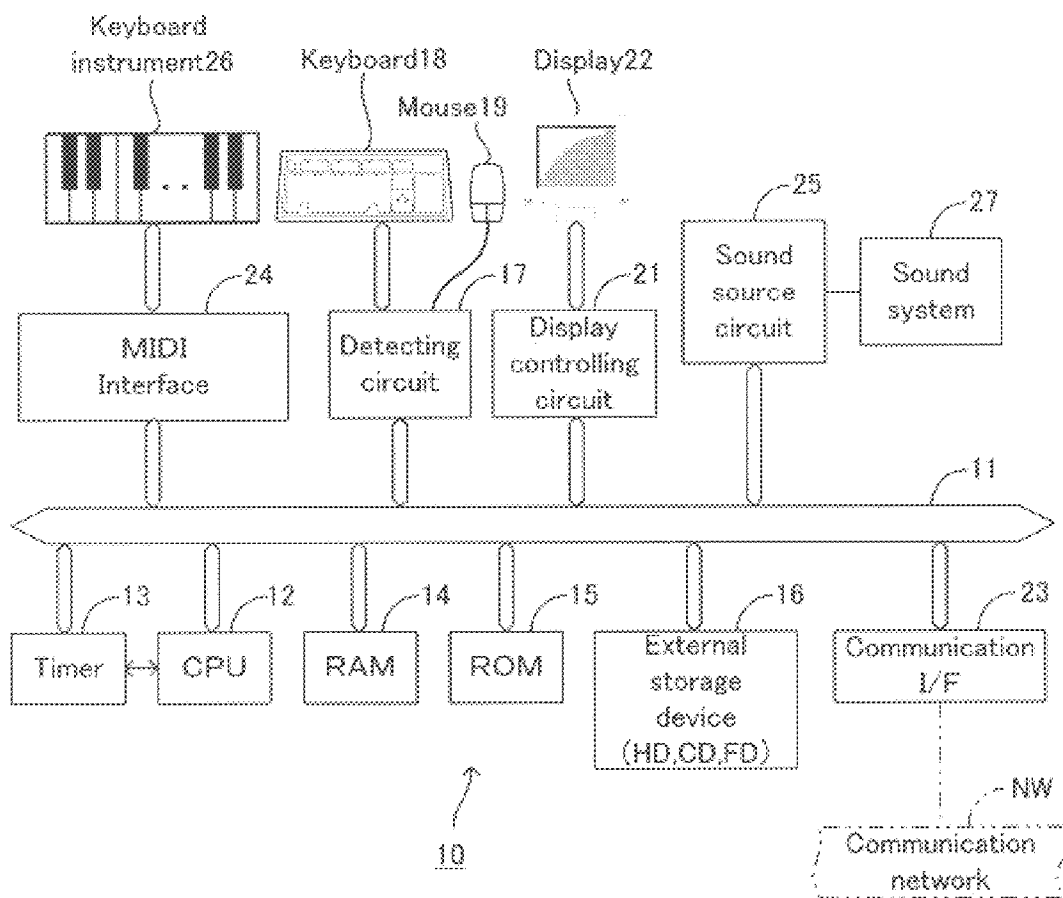 Keyboard
instrument26
Keyboard18
Mouse19
Display22
24
17
21
25
27
MIDI
Interface
Detecting
circuit
Display
controlling
circuit
Sound
source
circuit
Sound
system
11
13
12
14
15
16
23
Timer
CPU
RAM
ROM
External
storage
device
(HD,CD,FD)
Communication
I/F
10
NW
Communication
network